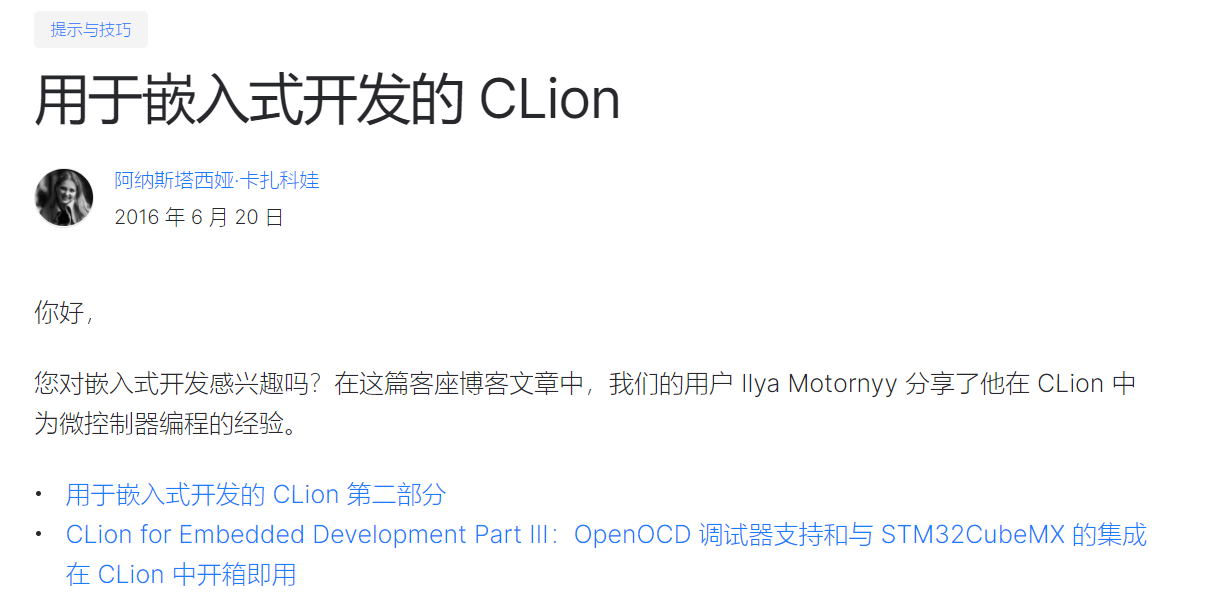 提示与技巧
用于嵌入式开发的 CLion
阿纳斯塔西娅·卡扎科娃
2016 年 6 月 20 日
你好，
您对嵌入式开发感兴趣吗？在这篇客座博客文章中，我们的用户 Ilya Motornyy 分享了他在 CLion 中
为微控制器编程的经验。
• 用于嵌入式开发的 CLion 第二部分
• CLion for Embedded Development Part III：OpenOCD 调试器支持和与 STM32CubeMX 的集成
在 CLion 中开箱即用